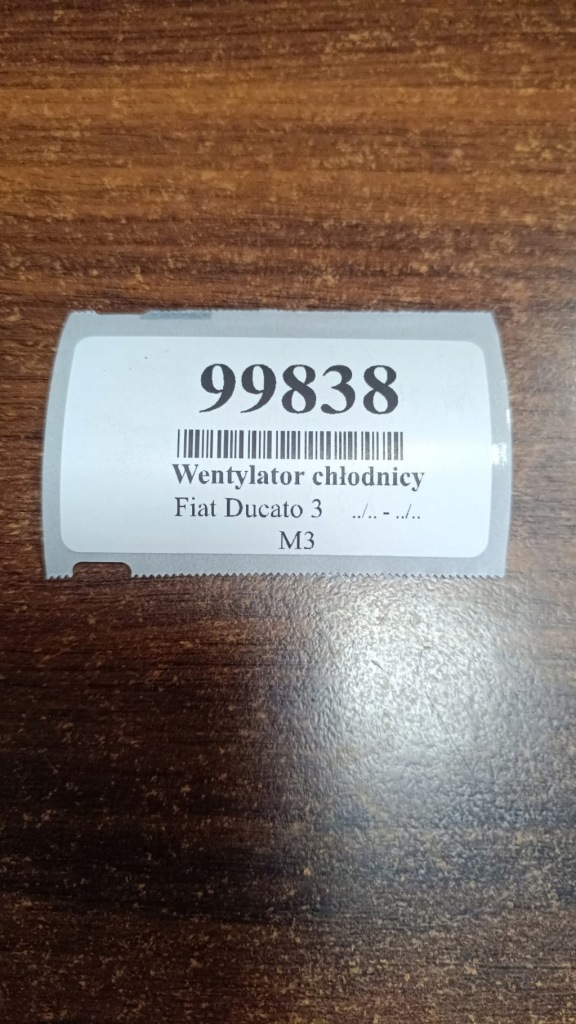 99838
Wentylator chłodnicy
Fiat Ducato 3 ../.. - ../..
M3